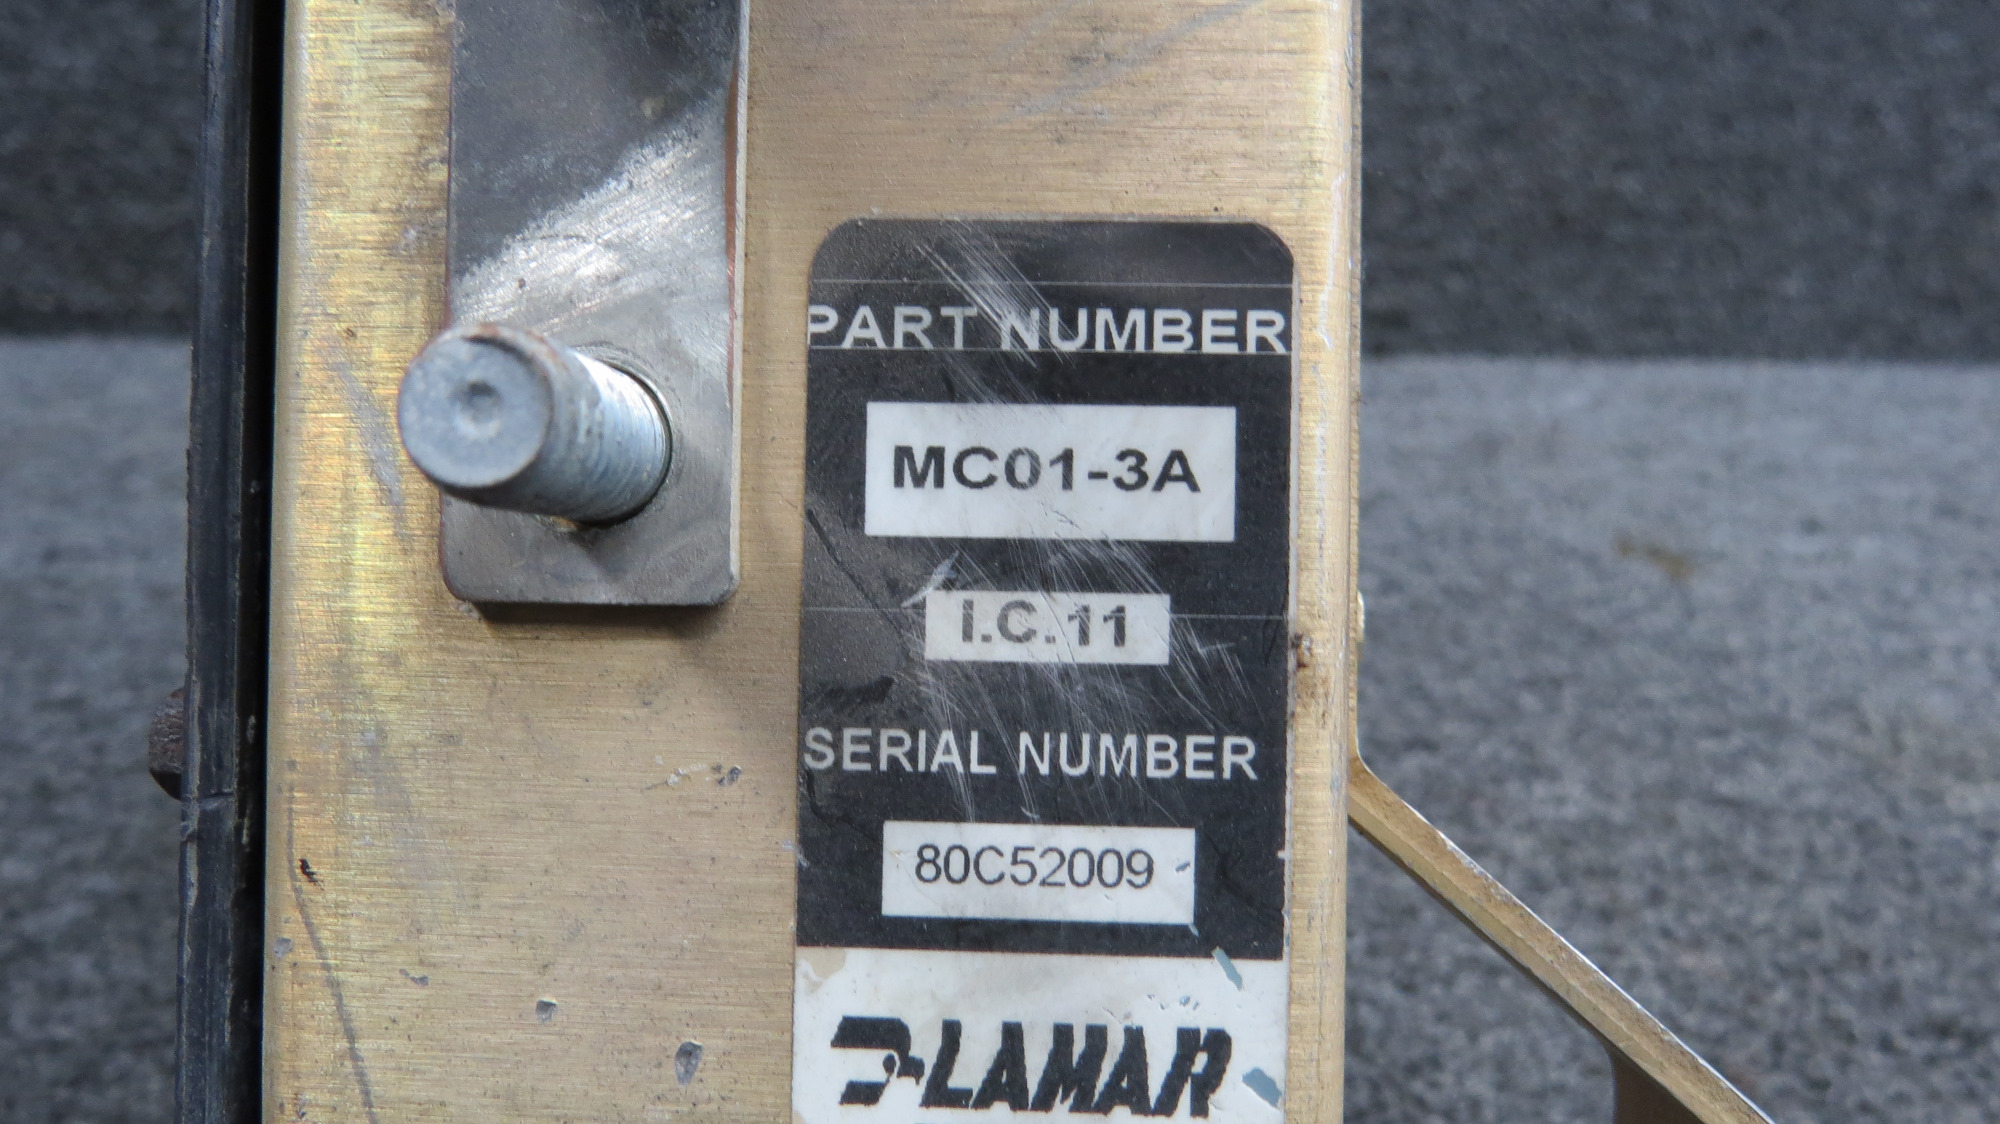 PART NUMBER
MC01-3A
I.C.11
SERIAL NUMBER
80C52009
LAMAR